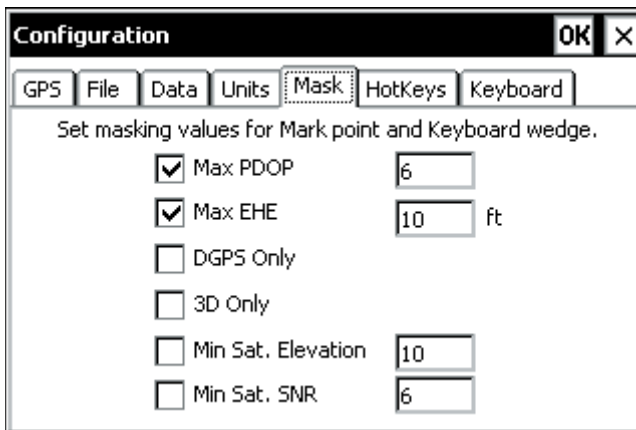 Configuration OK ×
GPS File Data Units Mask HotKeys Keyboard
Set masking values for Mark point and Keyboard wedge.
Max PDOP 6
Max EHE 10 ft
DGPS Only
3D Only
Min Sat. Elevation 10
Min Sat. SNR 6